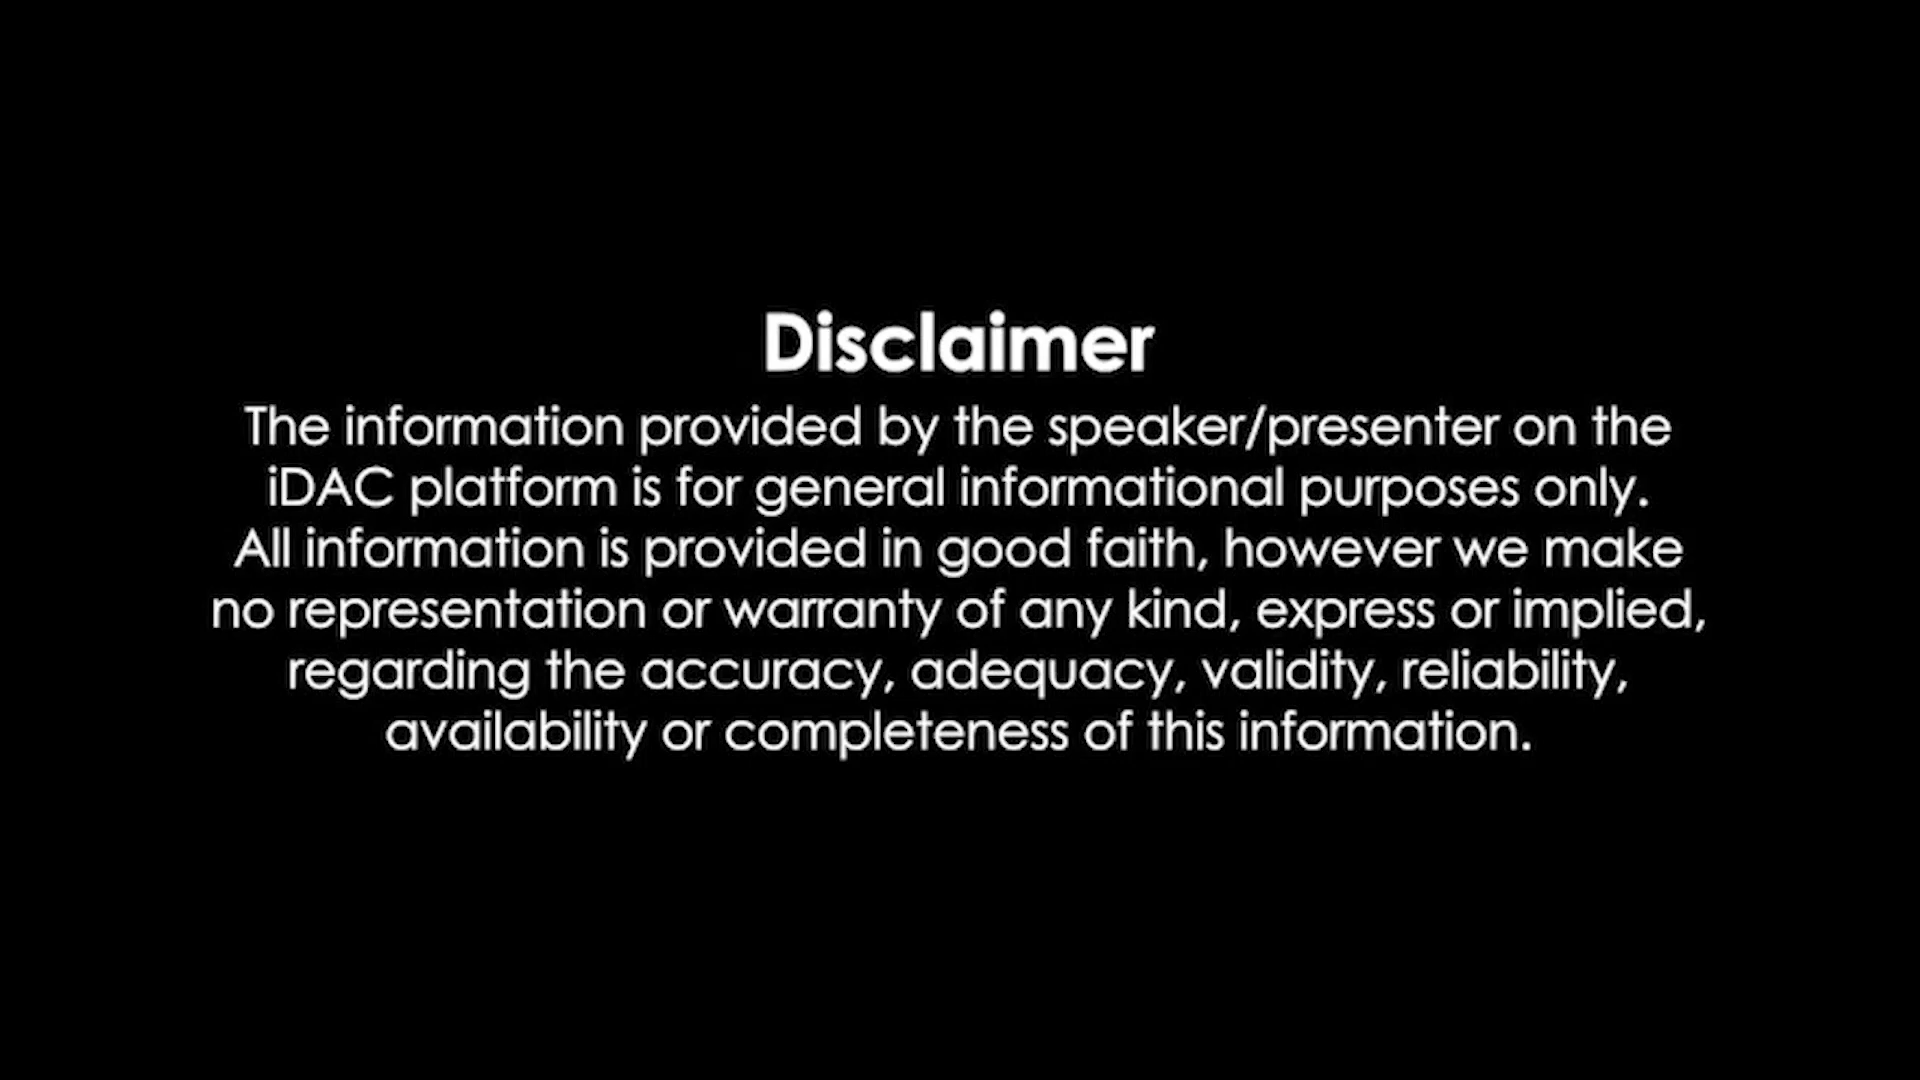 Disclaimer
The information provided by the speaker/presenter on the
iDAC platform is for general informational purposes only.
All information is provided in good faith, however we make
no representation or warranty of any kind, express or implied,
regarding the accuracy, adequacy, validity, reliability,
availability or completeness of this information.